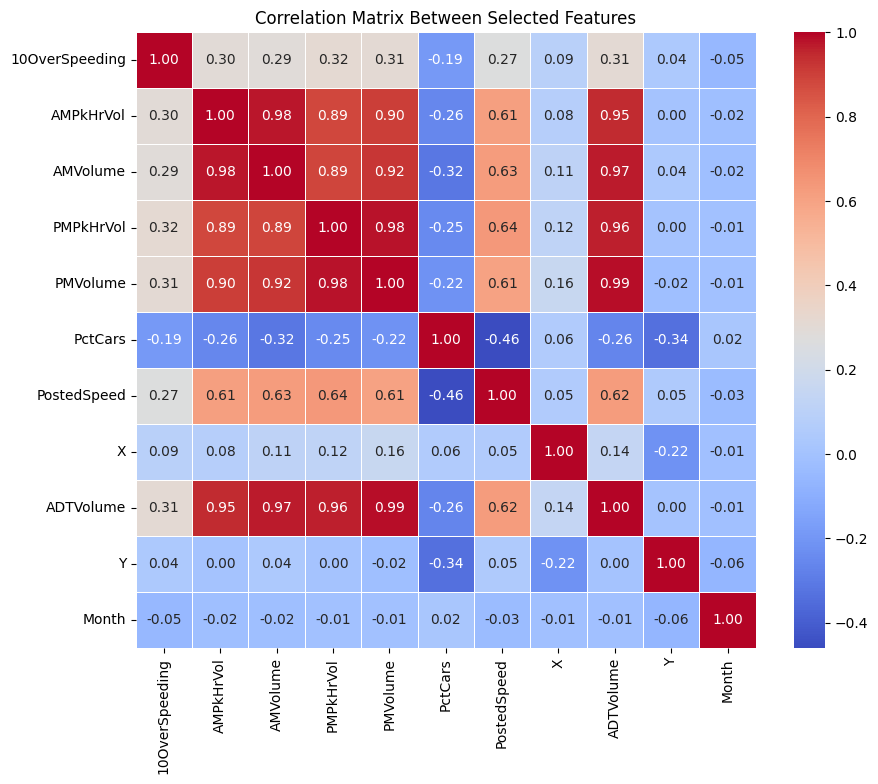 Correlation Matrix Between Selected Features
10OverSpeeding 1.00 0.30 0.29 0.32 0.31 -0.19 0.27 0.09 0.31 0.04 -0.05
AMPkHrVol 0.30 1.00 0.98 0.89 0.90 -0.26 0.61 0.08 0.95 0.00 -0.02
AMVolume 0.29 0.98 1.00 0.89 0.92 -0.32 0.63 0.11 0.97 0.04 -0.02
PMPkHrVol 0.32 0.89 0.89 1.00 0.98 -0.25 0.64 0.12 0.96 0.00 -0.01
PMVolume 0.31 0.90 0.92 0.98 1.00 -0.22 0.61 0.16 0.99 -0.02 -0.01
PctCars -0.19 -0.26 -0.32 -0.25 -0.22 1.00 -0.46 0.06 -0.26 -0.34 0.02
PostedSpeed 0.27 0.61 0.63 0.64 0.61 -0.46 1.00 0.05 0.62 0.05 -0.03
X 0.09 0.08 0.11 0.12 0.16 0.06 0.05 1.00 0.14 -0.22 -0.01
ADTVolume 0.31 0.95 0.97 0.96 0.99 -0.26 0.62 0.14 1.00 0.00 -0.01
Y 0.04 0.00 0.04 0.00 -0.02 -0.34 0.05 -0.22 0.00 1.00 -0.06
Month -0.05 -0.02 -0.02 -0.01 -0.01 0.02 -0.03 -0.01 -0.01 -0.06 1.00
10OverSpeeding
AMPkHrVol
AMVolume
PMPkHrVol
PMVolume
PctCars
PostedSpeed
X
ADTVolume
Y
Month
1.0
0.8
0.6
0.4
0.2
0.0
−0.2
−0.4